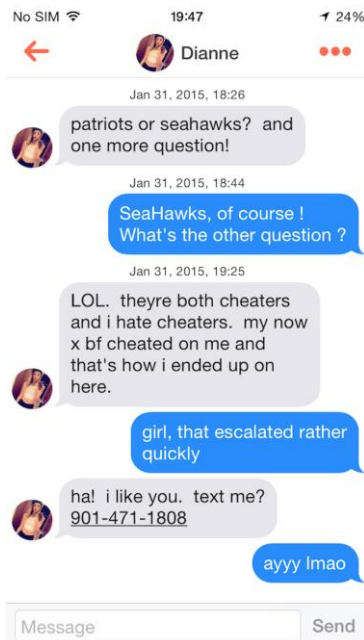 No SIM 19:47 24%
Dianne
Jan 31, 2015, 18:26
patriots or seahawks?  and
one more question!
Jan 31, 2015, 18:44
SeaHawks, of course !
What's the other question ?
Jan 31, 2015, 19:25
LOL.  theyre both cheaters
and i hate cheaters.  my now
x bf cheated on me and
that's how i ended up on
here.
girl, that escalated rather
quickly
ha!  i like you.  text me?
901-471-1808
ayyy lmao
Message Send